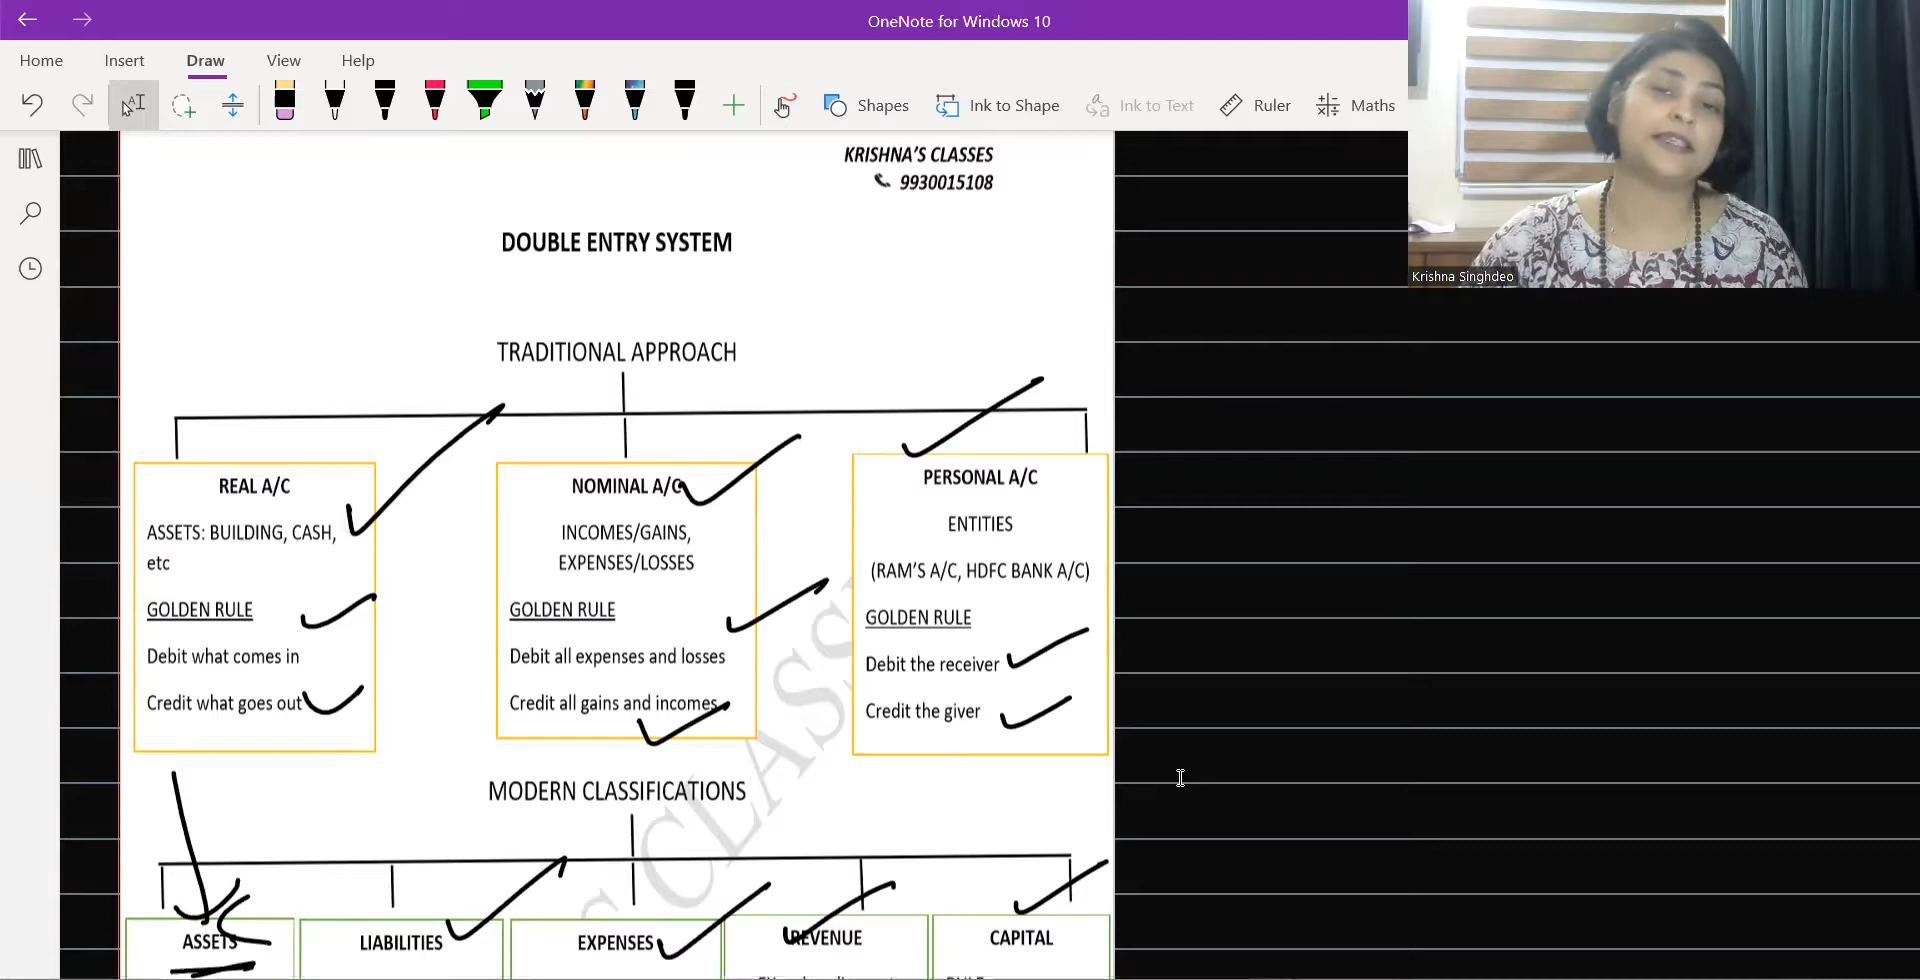 OneNote for Windows 10
Home Insert Draw View Help
Shapes Ink to Shape Ink to Text Ruler Maths
Krishna Singhdeo
KRISHNA'S CLASSES
9930015108
DOUBLE ENTRY SYSTEM
TRADITIONAL APPROACH
REAL A/C
ASSETS: BUILDING, CASH,
etc
GOLDEN RULE
Debit what comes in
Credit what goes out
NOMINAL A/C
INCOMES/GAINS,
EXPENSES/LOSSES
GOLDEN RULE
Debit all expenses and losses
Credit all gains and incomes
PERSONAL A/C
ENTITIES
(RAM'S A/C, HDFC BANK A/C)
GOLDEN RULE
Debit the receiver
Credit the giver
MODERN CLASSIFICATIONS
ASSETS
LIABILITIES
EXPENSES
REVENUE
CAPITAL